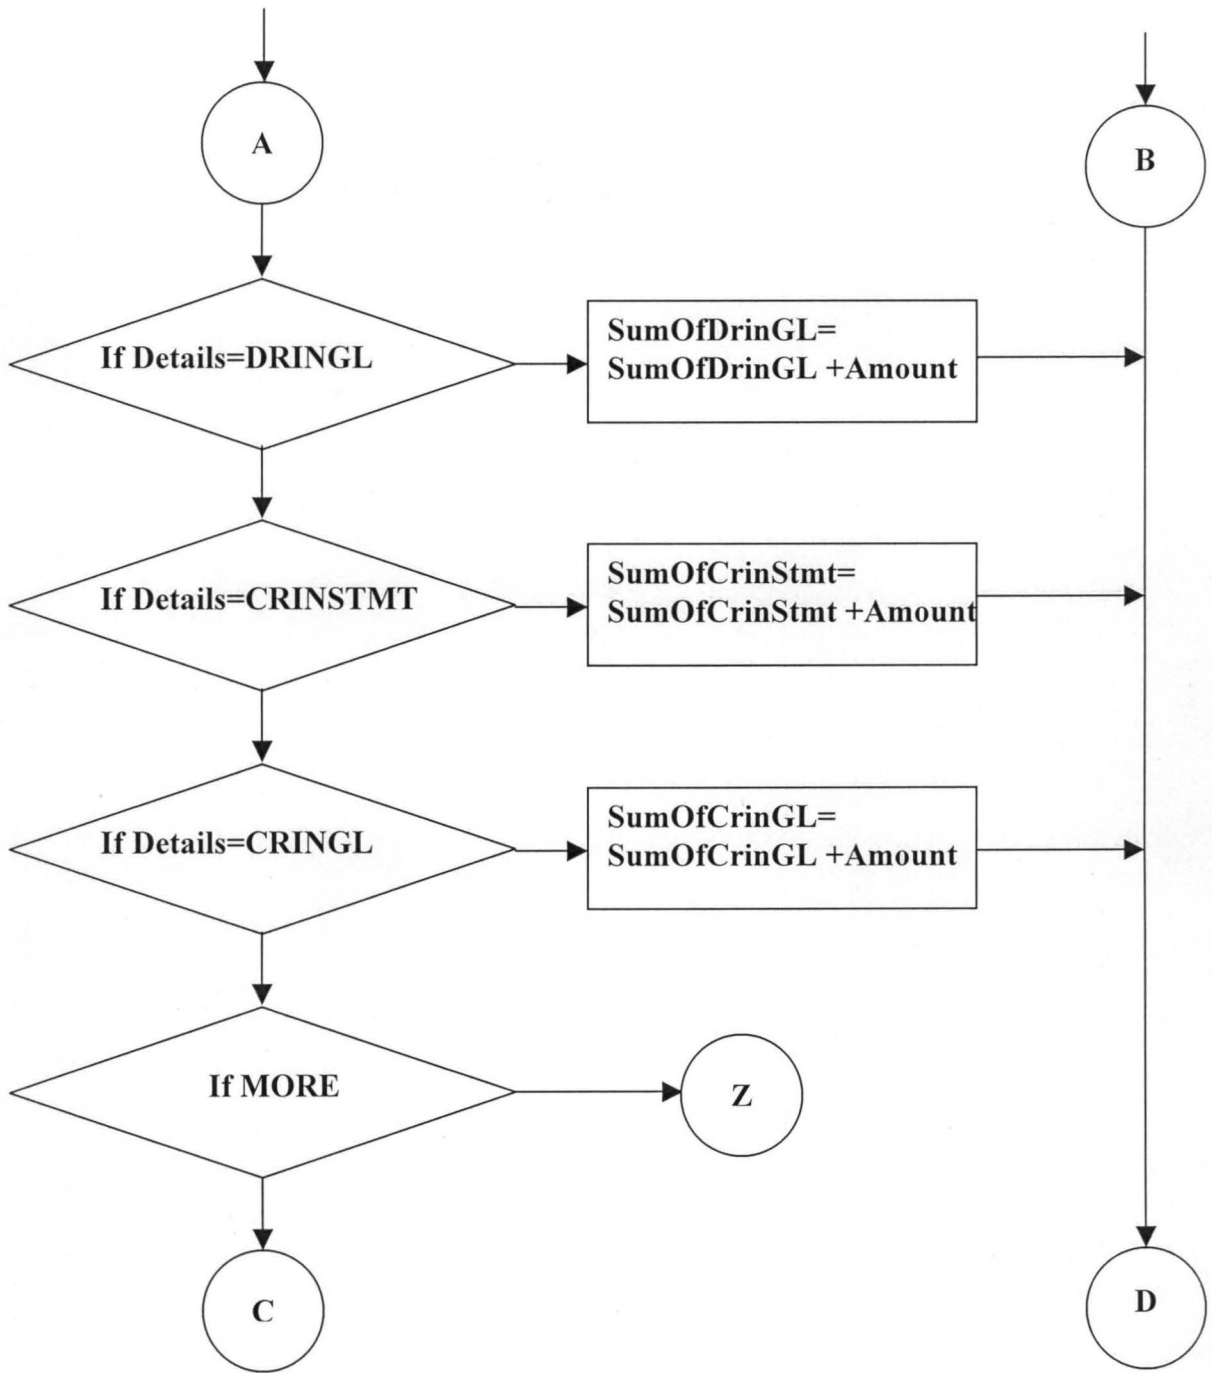 A
B
If Details=DRINGL
SumOfDrinGL=
SumOfDrinGL +Amount
If Details=CRINSTMT
SumOfCrinStmt=
SumOfCrinStmt +Amount
If Details=CRINGL
SumOfCrinGL=
SumOfCrinGL +Amount
If MORE
Z
C
D